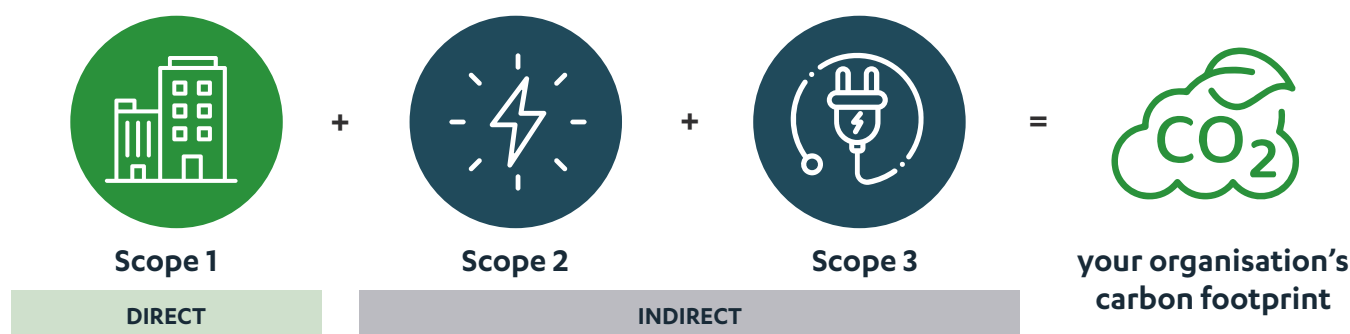 + + =
CO2
Scope 1 Scope 2 Scope 3 your organisation's
carbon footprint
DIRECT INDIRECT